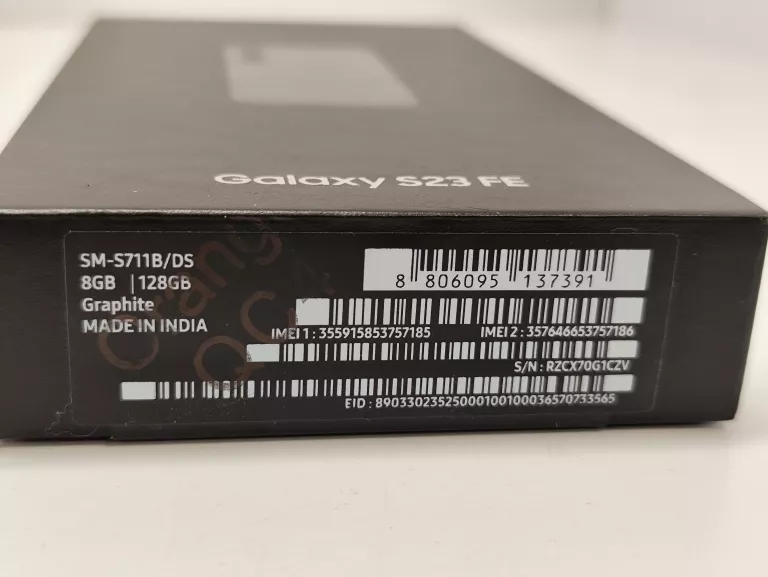 Galaxy S23 FE
SM-S711B/DS
8GB | 128GB
Graphite
MADE IN INDIA
8 806095 137391
IMEI 1 : 355915853757185 IMEI 2 : 357646653757186
S/N : RZCX70G1CZV
EID : 89033023525000100100036570733565
QC